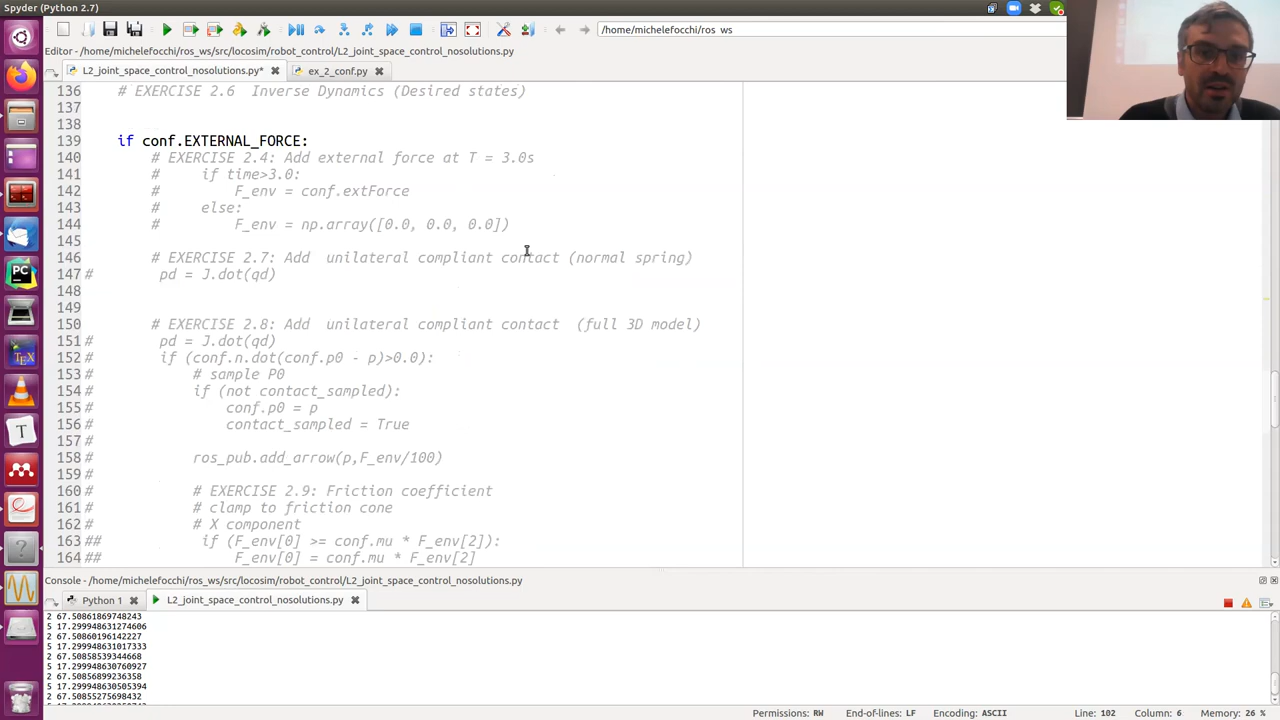 Spyder (Python 2.7)
/home/michelefocchi/ros_ws
Editor - /home/michelefocchi/ros_ws/src/locosim/robot_control/L2_joint_space_control_nosolutions.py
L2_joint_space_control_nosolutions.py*
ex_2_conf.py
136 # EXERCISE 2.6 Inverse Dynamics (Desired states)
137
138
139 if conf.EXTERNAL_FORCE:
140 # EXERCISE 2.4: Add external force at T = 3.0s
141 # if time>3.0:
142 # F_env = conf.extForce
143 # else:
144 # F_env = np.array([0.0, 0.0, 0.0])
145
146 # EXERCISE 2.7: Add unilateral compliant contact (normal spring)
147 # pd = J.dot(qd)
148
149
150 # EXERCISE 2.8: Add unilateral compliant contact (full 3D model)
151 # pd = J.dot(qd)
152 # if (conf.n.dot(conf.p0 - p)>0.0):
153 # # sample P0
154 # if (not contact_sampled):
155 # conf.p0 = p
156 # contact_sampled = True
157 #
158 # ros_pub.add_arrow(p,F_env/100)
159 #
160 # # EXERCISE 2.9: Friction coefficient
161 # # clamp to friction cone
162 # # X component
163 ## if (F_env[0] >= conf.mu * F_env[2]):
164 ## F_env[0] = conf.mu * F_env[2]
Console - /home/michelefocchi/ros_ws/src/locosim/robot_control/L2_joint_space_control_nosolutions.py
Python 1
L2_joint_space_control_nosolutions.py
2 67.50861869748243
5 17.299948631274606
2 67.50860196142227
5 17.299948631017333
2 67.50858539344668
5 17.299948630760927
2 67.50856899236358
5 17.299948630505394
2 67.50855275698432
Permissions: RW End-of-lines: LF Encoding: ASCII Line: 102 Column: 6 Memory: 26 %